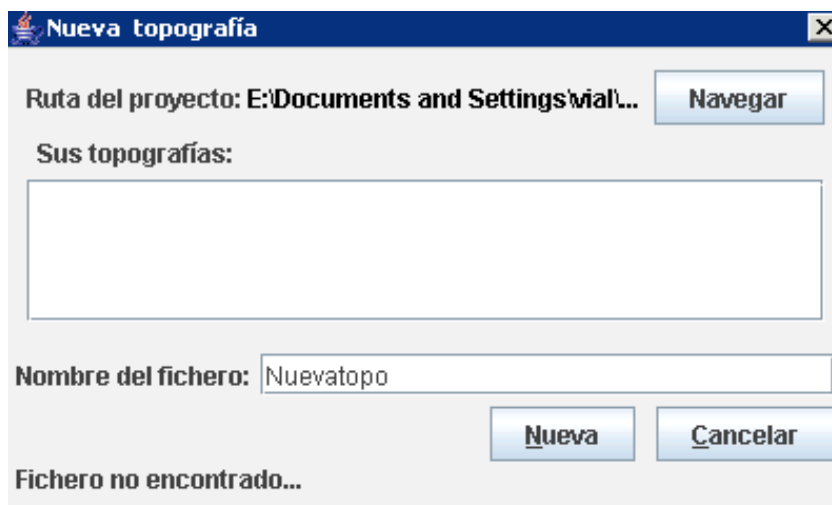 Nueva topografía
Ruta del proyecto: E:\Documents and Settings\vial\... Navegar
Sus topografías:
Nombre del fichero: Nuevatopo
Nueva Cancelar
Fichero no encontrado...